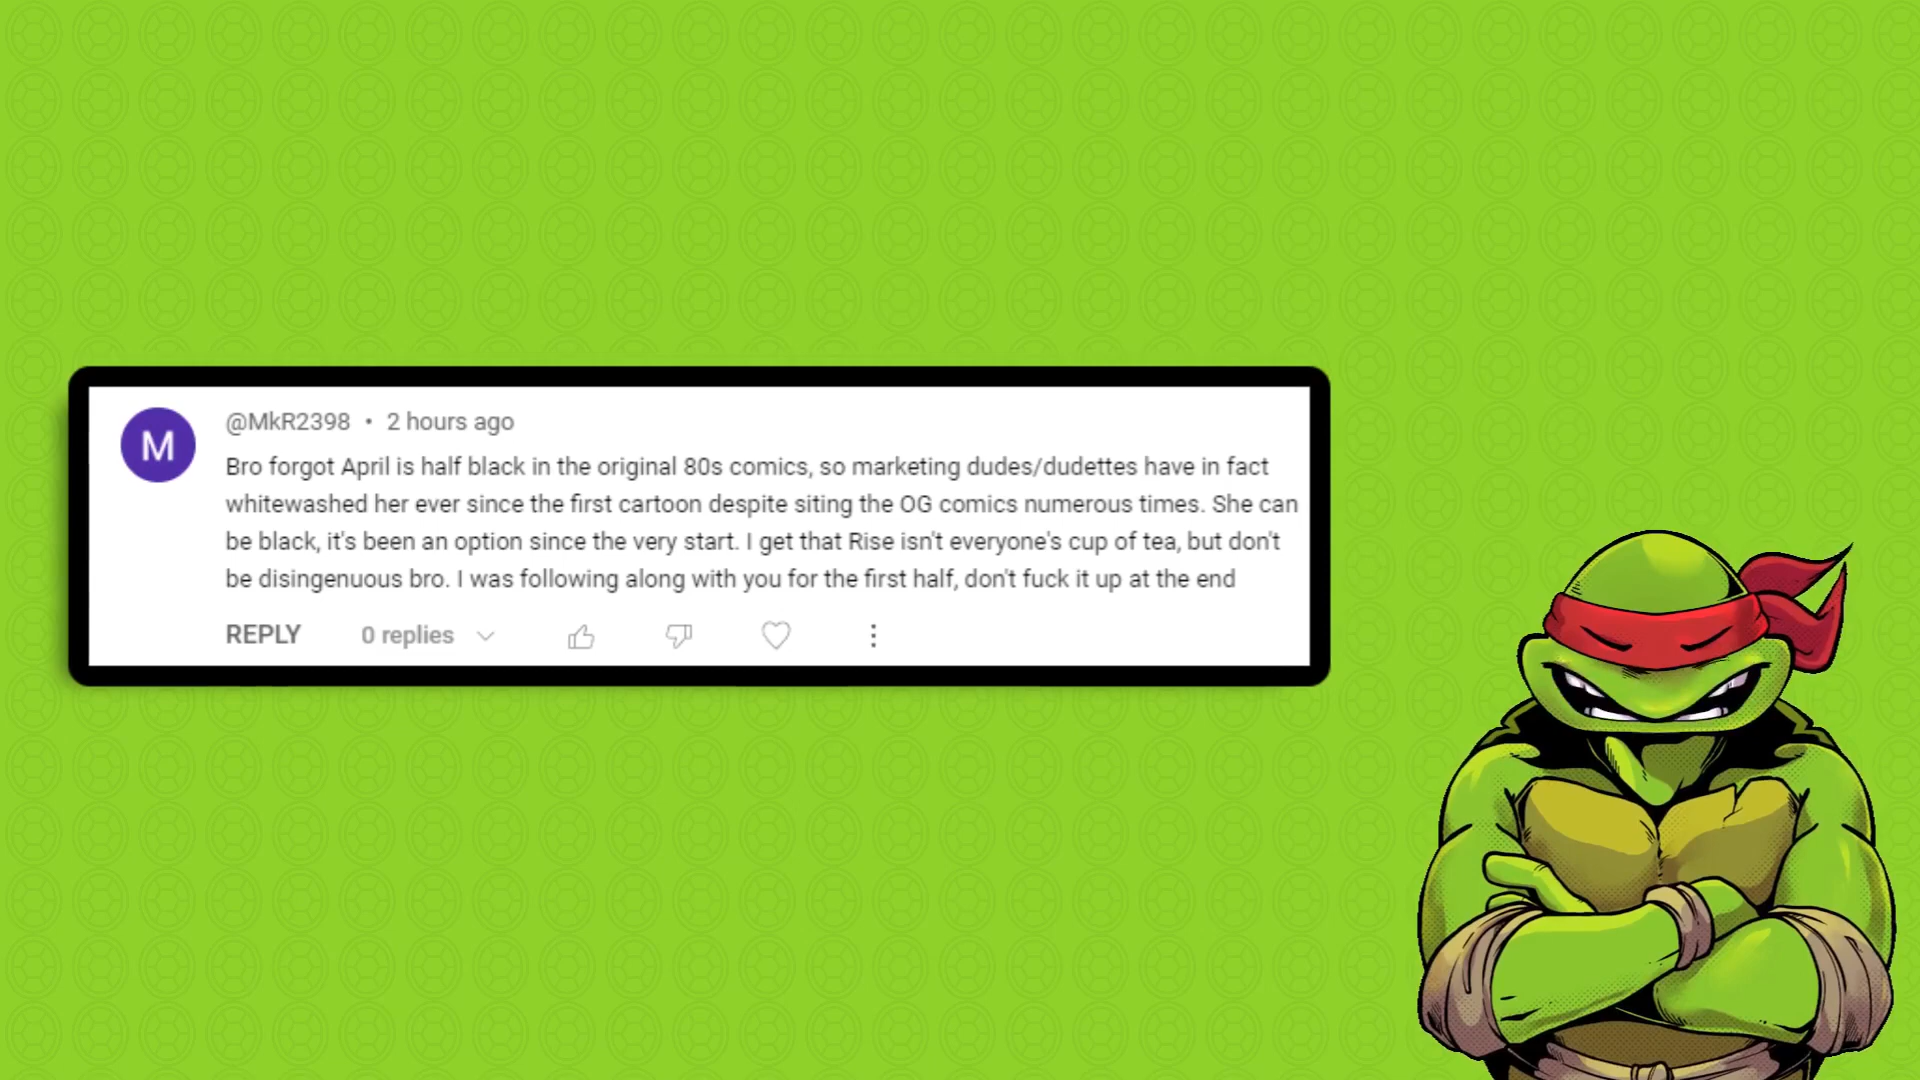 M
@MkR2398 • 2 hours ago
Bro forgot April is half black in the original 80s comics, so marketing dudes/dudettes have in fact
whitewashed her ever since the first cartoon despite siting the OG comics numerous times. She can
be black, it's been an option since the very start. I get that Rise isn't everyone's cup of tea, but don't
be disingenuous bro. I was following along with you for the first half, don't fuck it up at the end
REPLY 0 replies